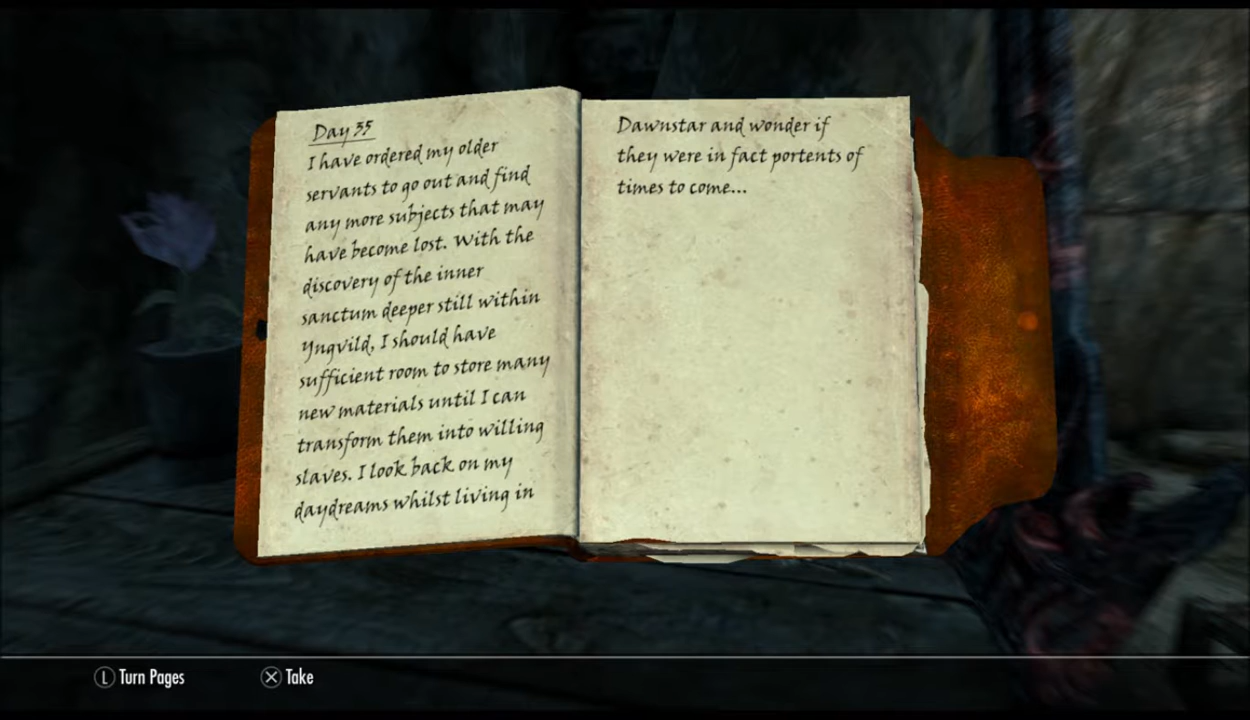 Day 35
I have ordered my older
servants to go out and find
any more subjects that may
have become lost. With the
discovery of the inner
sanctum deeper still within
Yngvild, I should have
sufficient room to store many
new materials until I can
transform them into willing
slaves. I look back on my
daydreams whilst living in
Dawnstar and wonder if
they were in fact portents of
times to come...
L Turn Pages
X Take